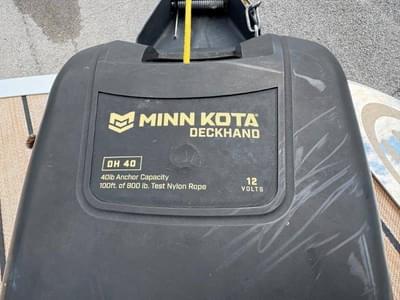 MINN KOTA
DECKHAND
DH 40
40lb Anchor Capacity
100ft. of 800 lb. Test Nylon Rope
12
VOLTS